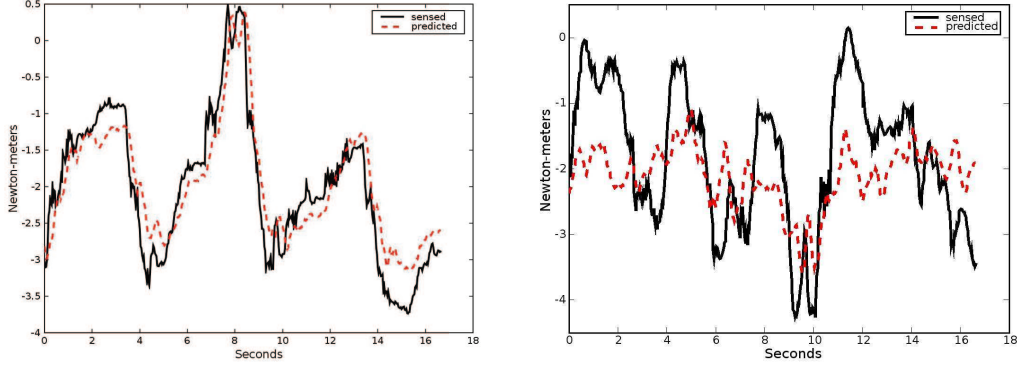 0.5
0
-0.5
-1
-1.5
-2
-2.5
-3
-3.5
-4
Newton-meters
0 2 4 6 8 10 12 14 16 18
Seconds
sensed
predicted
0
-1
-2
-3
-4
Newton-meters
0 2 4 6 8 10 12 14 16 18
Seconds
sensed
predicted